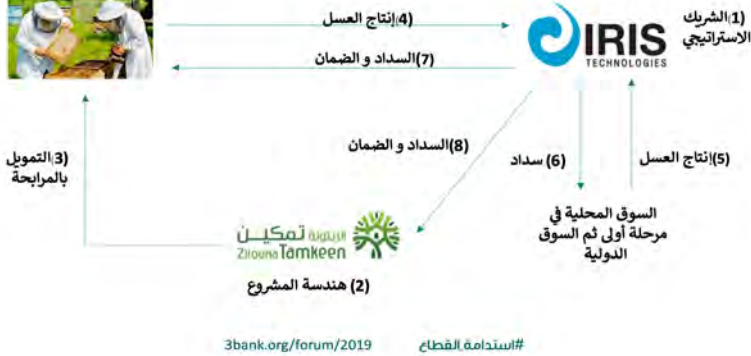 (1) الشريك
الاستراتيجي
IRIS
TECHNOLOGIES
(4) إنتاج العسل
(7) السداد و الضمان
(8) السداد و الضمان
(6) سداد
(5) إنتاج العسل
(3) التمويل
بالمرابحة
السوق المحلية في
مرحلة أولى ثم السوق
الدولية
الزيتونة تمكيـن
Zitouna Tamkeen
(2) هندسة المشروع
#استدامة_القطاع
3bank.org/forum/2019